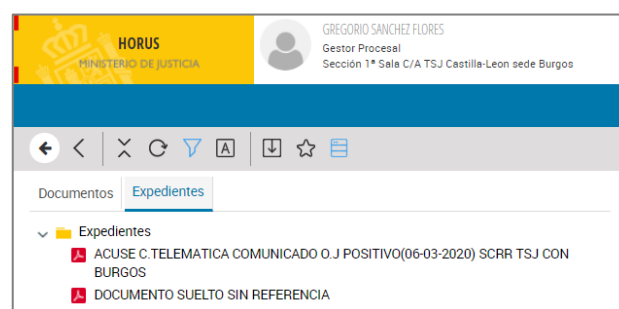 HORUS
MINISTERIO DE JUSTICIA
GREGORIO SANCHEZ FLORES
Gestor Procesal
Sección 1ª Sala C/A TSJ Castilla-Leon sede Burgos
A
Documentos
Expedientes
Expedientes
ACUSE C.TELEMATICA COMUNICADO O.J POSITIVO(06-03-2020) SCRR TSJ CON
BURGOS
DOCUMENTO SUELTO SIN REFERENCIA